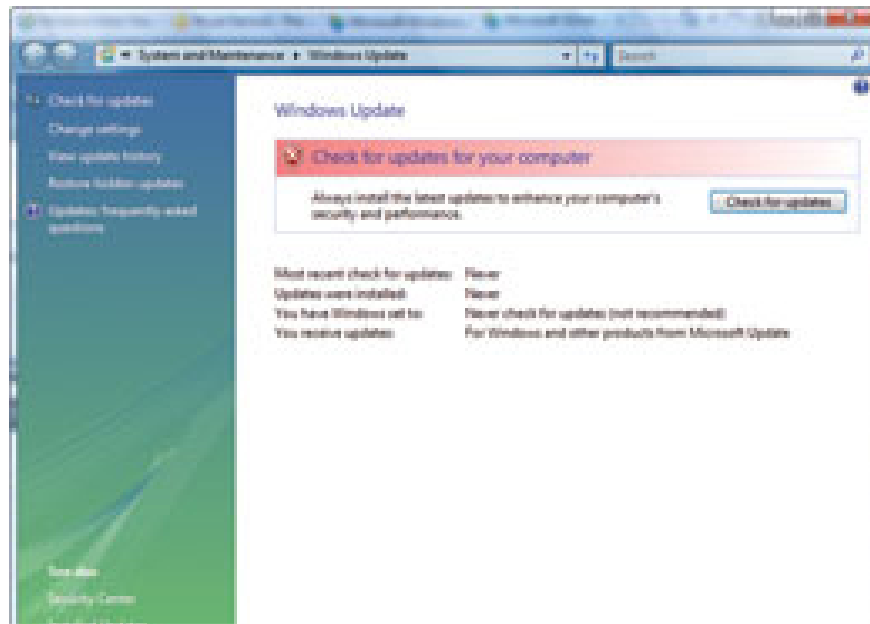 System and Maintenance Windows Update
Search
Check for updates
Change settings
View update history
Restore hidden updates
Updates: frequently asked
questions
Windows Update
Check for updates for your computer
Always install the latest updates to enhance your computer's
security and performance.
Check for updates
Most recent check for updates: Never
Updates were installed: Never
You have Windows set to: Never check for updates (not recommended)
You receive updates: For Windows and other products from Microsoft Update
See also
Security Center